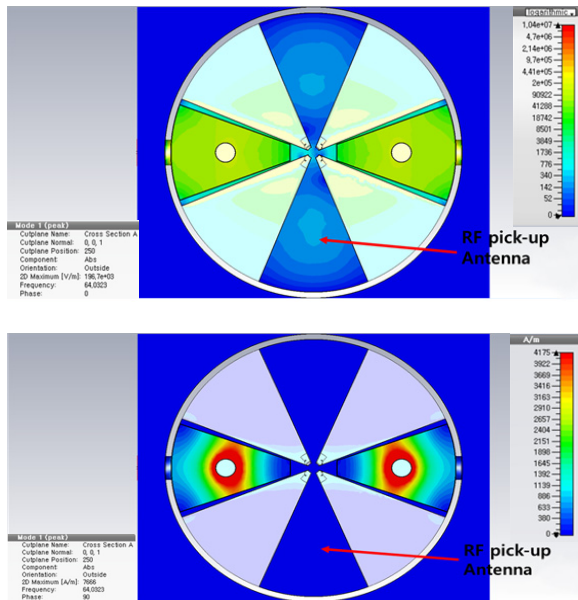 logarithmic
1,04e+07
4,7e+06
2,14e+06
9,7e+05
4,41e+05
2e+05
90922
41288
18742
8501
3849
1736
776
340
142
52
0
RF pick-up
Antenna
Mode 1 (peak)
Cutplane Name: Cross Section A
Cutplane Normal: 0, 0, 1
Cutplane Position: 250
Component: Abs
Orientation: Outside
2D Maximum [V/m]: 196,7e+03
Frequency: 64,0323
Phase: 0
A/m
4175
3922
3669
3416
3163
2910
2657
2404
2151
1898
1645
1392
1139
886
633
380
0
RF pick-up
Antenna
Mode 1 (peak)
Cutplane Name: Cross Section A
Cutplane Normal: 0, 0, 1
Cutplane Position: 250
Component: Abs
Orientation: Outside
2D Maximum [A/m]: 7666
Frequency: 64,0323
Phase: 90